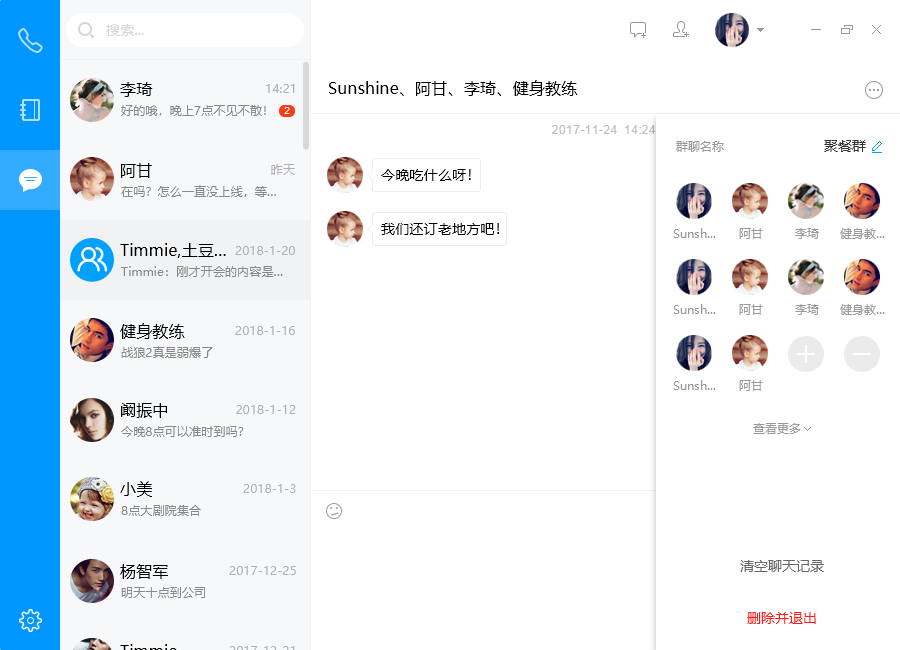 搜索...
李琦 14:21
好的哦，晚上7点不见不散！ 2
阿甘 昨天
在吗？怎么一直没上线，等...
Timmie,土豆... 2018-1-20
Timmie：刚才开会的内容是...
健身教练 2018-1-16
战狼2真是弱爆了
阚振中 2018-1-12
今晚8点可以准时到吗？
小美 2018-1-3
8点大剧院集合
杨智军 2017-12-25
明天十点到公司
Timmie 2017-12-21
Sunshine、阿甘、李琦、健身教练
2017-11-24 14:24
今晚吃什么呀！
我们还订老地方吧！
群聊名称 聚餐群
Sunsh... 阿甘 李琦 健身教...
Sunsh... 阿甘 李琦 健身教...
Sunsh... 阿甘
查看更多
清空聊天记录
删除并退出